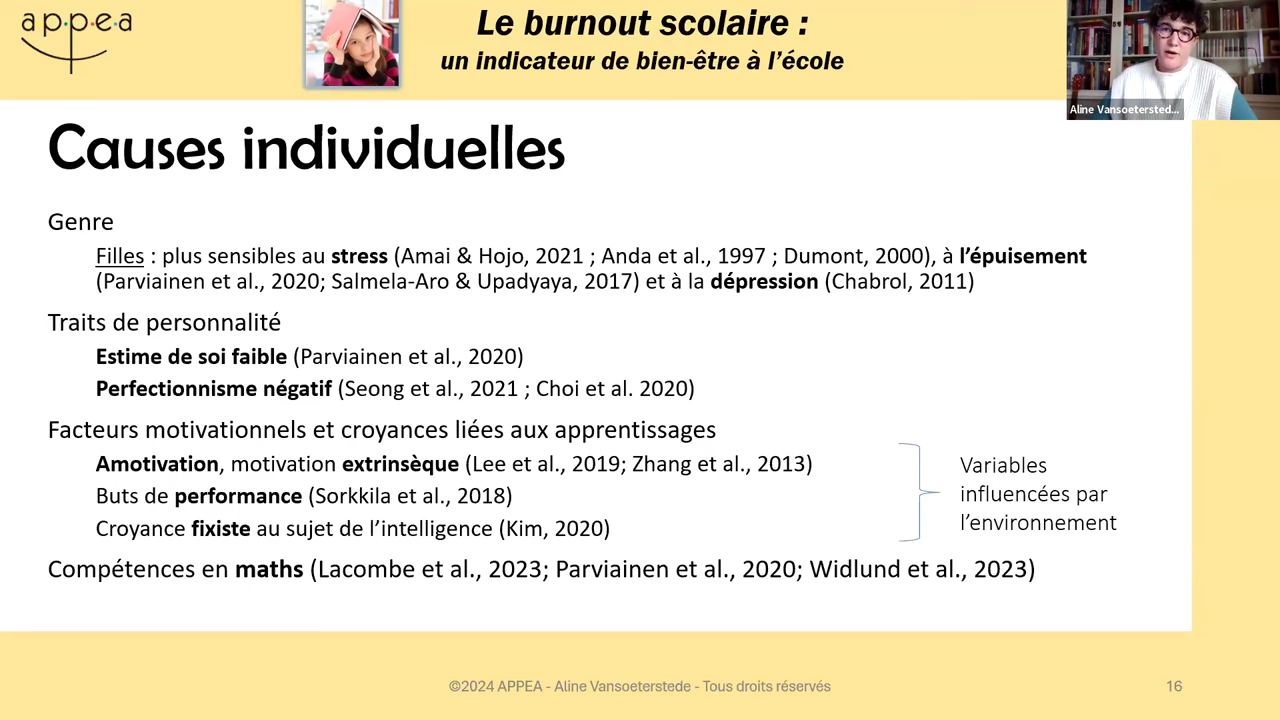 a·p·p·e·a
Le burnout scolaire :
un indicateur de bien-être à l'école
Aline Vansoetersted...
Causes individuelles
Genre
Filles : plus sensibles au stress (Amai & Hojo, 2021 ; Anda et al., 1997 ; Dumont, 2000), à l'épuisement
(Parviainen et al., 2020; Salmela-Aro & Upadyaya, 2017) et à la dépression (Chabrol, 2011)
Traits de personnalité
Estime de soi faible (Parviainen et al., 2020)
Perfectionnisme négatif (Seong et al., 2021 ; Choi et al. 2020)
Facteurs motivationnels et croyances liées aux apprentissages
Amotivation, motivation extrinsèque (Lee et al., 2019; Zhang et al., 2013)
Buts de performance (Sorkkila et al., 2018)
Croyance fixiste au sujet de l'intelligence (Kim, 2020)
Variables
influencées par
l'environnement
Compétences en maths (Lacombe et al., 2023; Parviainen et al., 2020; Widlund et al., 2023)
©2024 APPEA - Aline Vansoeterstede - Tous droits réservés
16